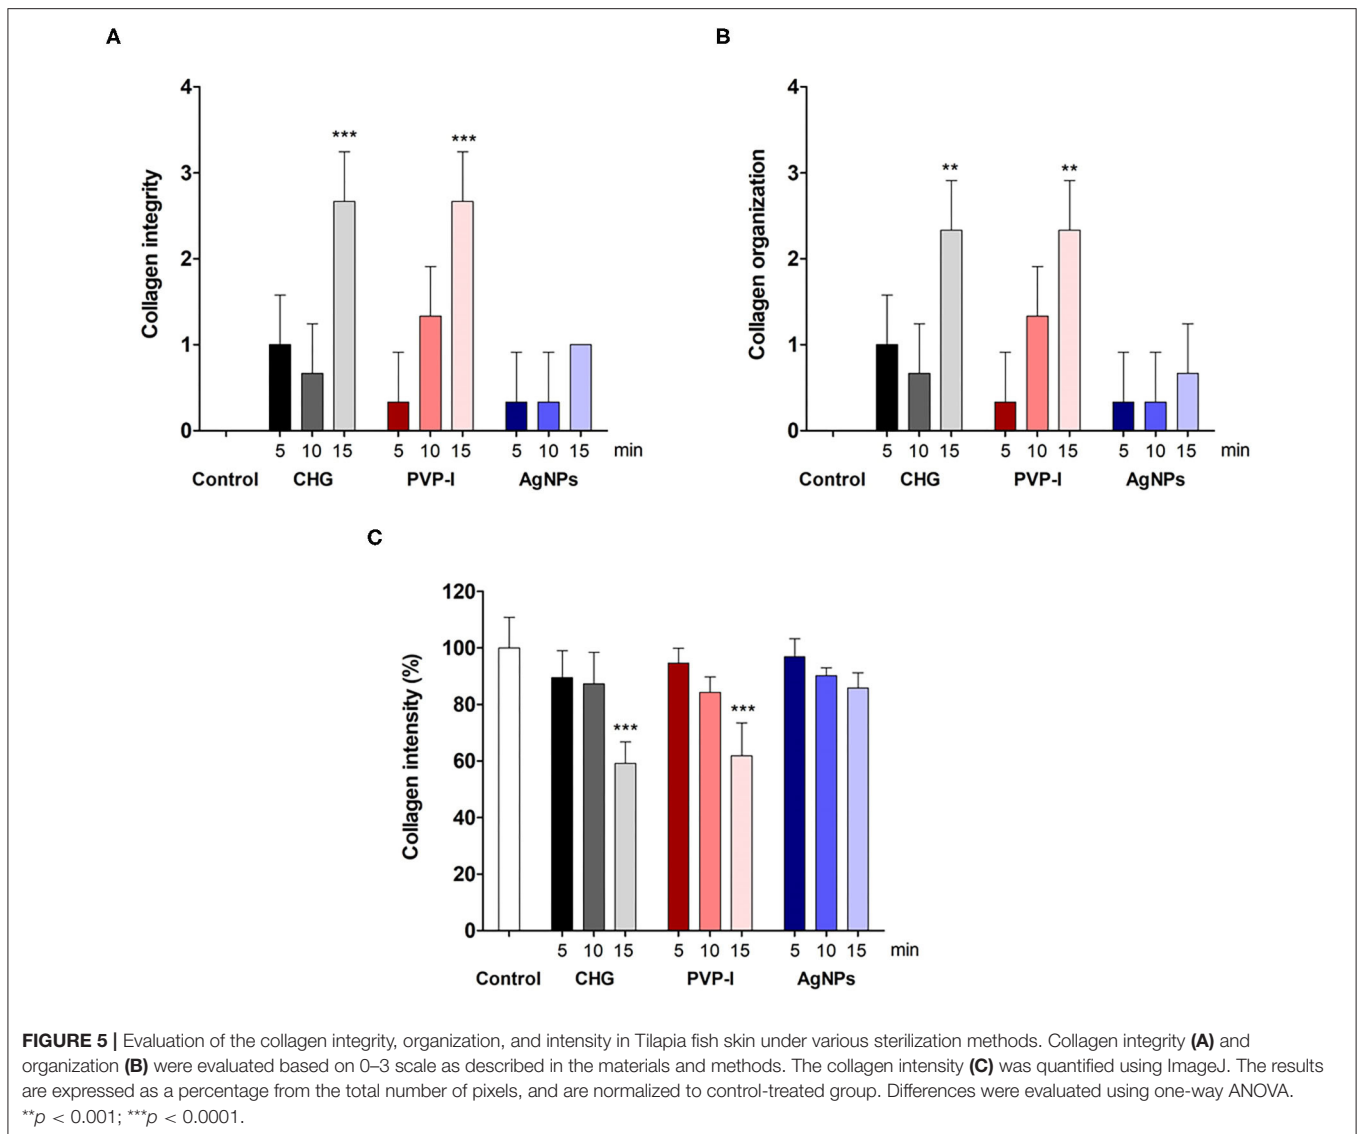 A
4
3
2
1
0
Collagen integrity
***
***
5 10 15 5 10 15 5 10 15 min
Control CHG PVP-I AgNPs
B
4
3
2
1
0
Collagen organization
**
**
5 10 15 5 10 15 5 10 15 min
Control CHG PVP-I AgNPs
C
120
100
80
60
40
20
0
Collagen intensity (%)
***
***
5 10 15 5 10 15 5 10 15 min
Control CHG PVP-I AgNPs
FIGURE 5 | Evaluation of the collagen integrity, organization, and intensity in Tilapia fish skin under various sterilization methods. Collagen integrity (A) and
organization (B) were evaluated based on 0–3 scale as described in the materials and methods. The collagen intensity (C) was quantified using ImageJ. The results
are expressed as a percentage from the total number of pixels, and are normalized to control-treated group. Differences were evaluated using one-way ANOVA.
**p < 0.001; ***p < 0.0001.